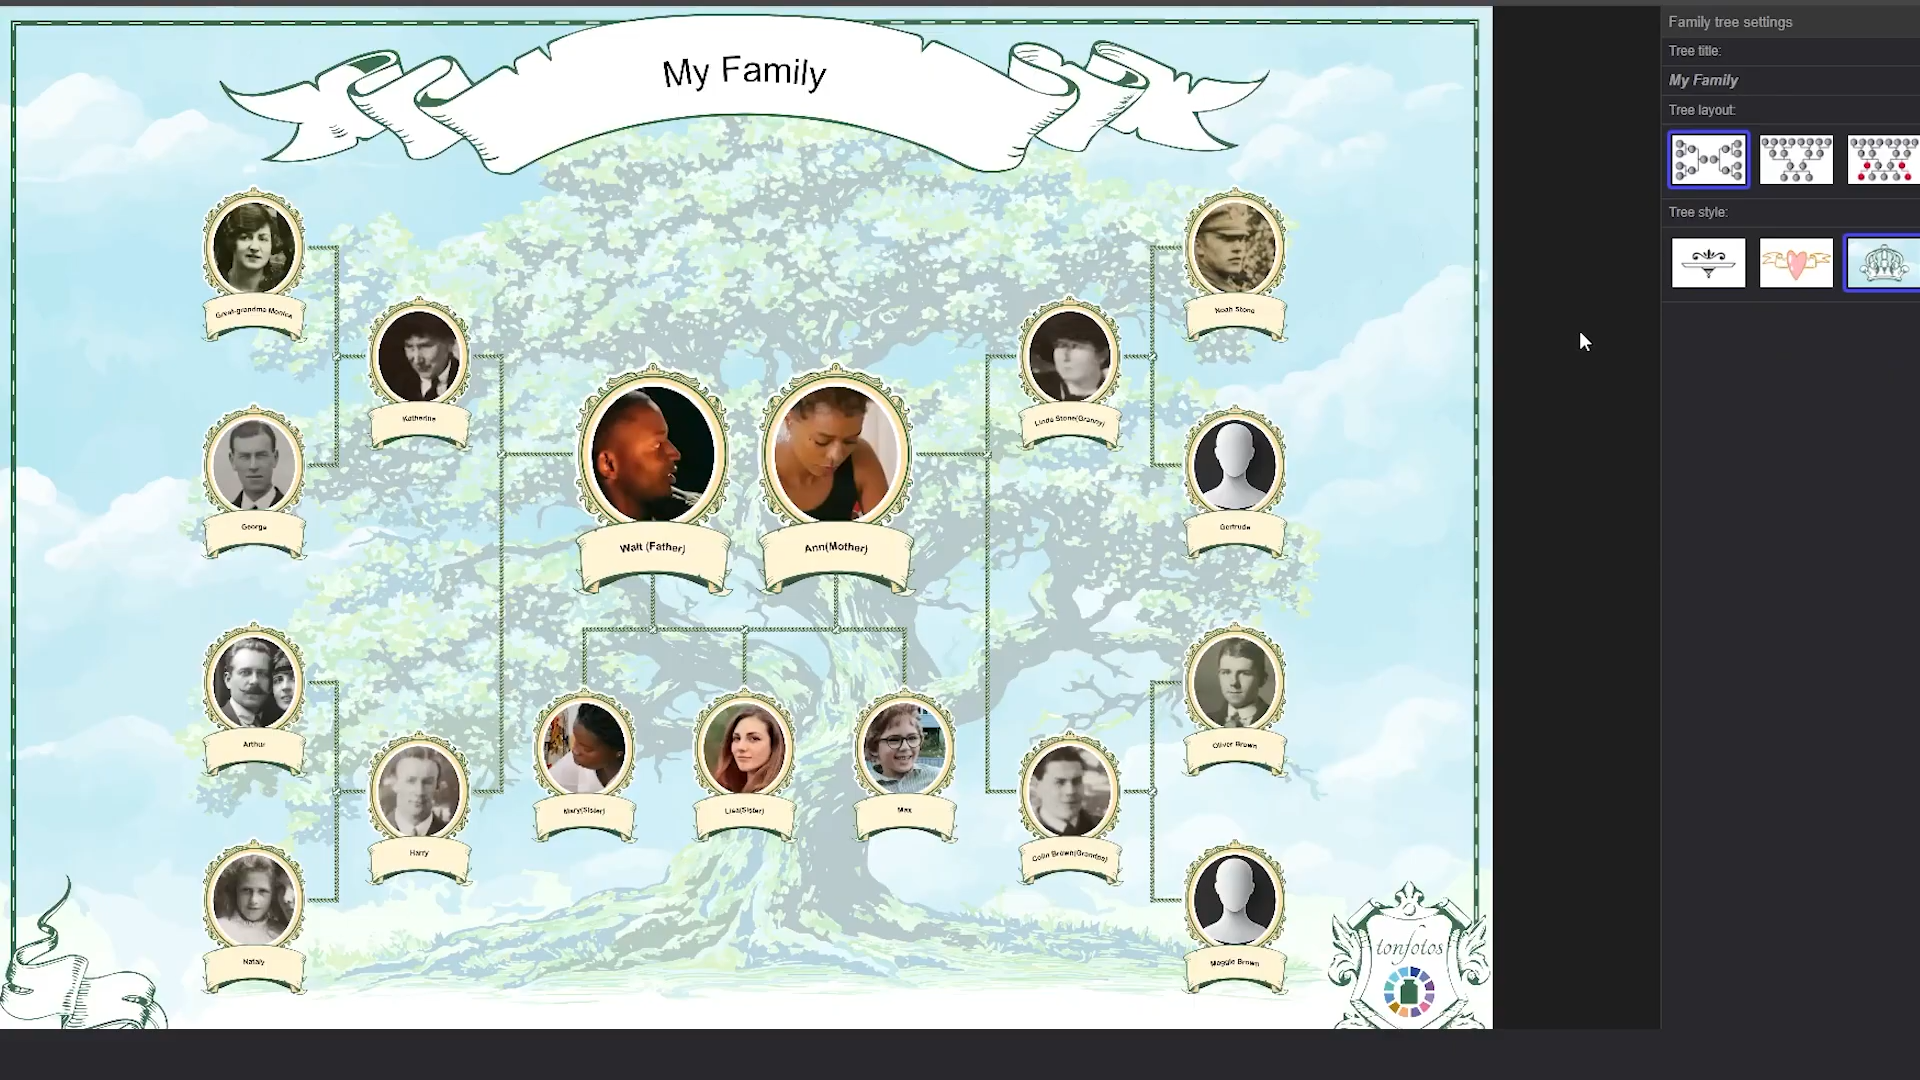 My Family
Great-grandma Monica
Noah Stone
Katherine
Linda Stone(Granny)
George
Gertrude
Walt (Father)
Ann(Mother)
Arthur
Oliver Brown
Mary(Sister)
Lisa(Sister)
Max
Harry
Colin Brown(Grandpa)
Nataly
Maggie Brown
tonfotos
Family tree settings
Tree title:
My Family
Tree layout:
Tree style: